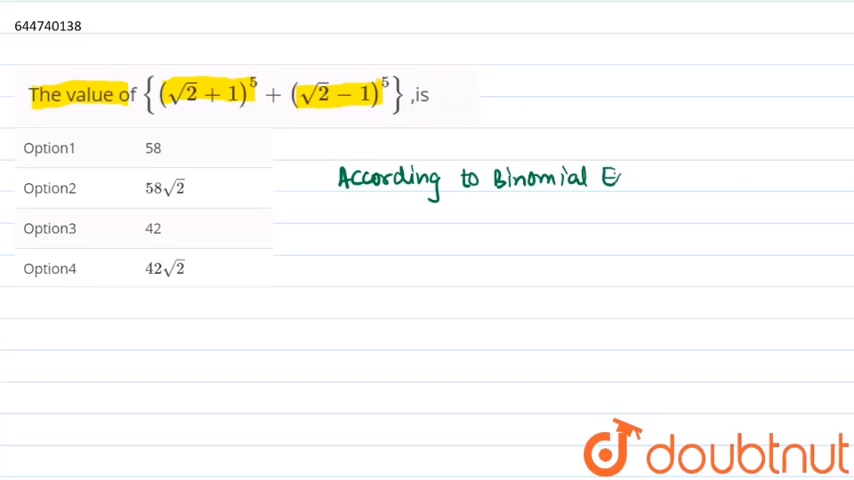 644740138
The value of {(√2 + 1)^5 + (√2 − 1)^5} ,is
Option1 58
Option2 58√2
Option3 42
Option4 42√2
According to Binomial E
doubtnut